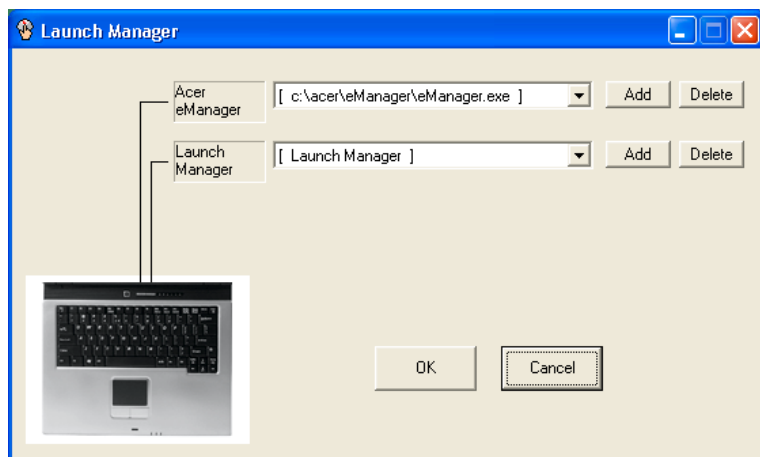 Launch Manager
Acer
eManager
[ c:\acer\eManager\eManager.exe ]
Add
Delete
Launch
Manager
[ Launch Manager ]
Add
Delete
OK
Cancel